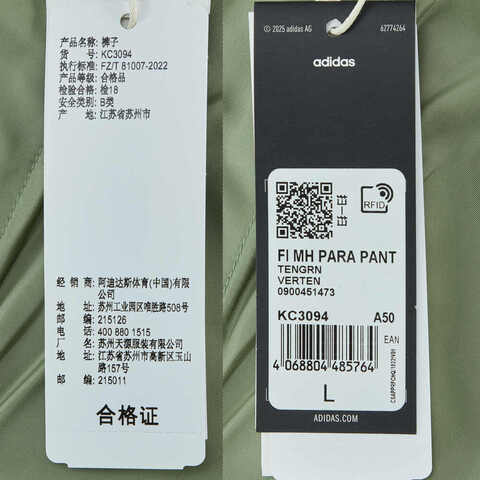 产品名称: 裤子
货 号: KC3094
执行标准: FZ/T 81007-2022
产品等级: 合格品
检验合格: 检18
安全类别: B类
产 地: 江苏省苏州市
经 销 商: 阿迪达斯体育(中国)有限
公司
地 址: 苏州工业园区唯胜路508号
邮 编: 215126
电 话: 400 880 1515
厂 名: 苏州天源服装有限公司
地 址: 江苏省苏州市高新区玉山
路157号
邮 编: 215011
合格证
© 2025 adidas AG
62774264
adidas
RFID
FI MH PARA PANT
TENGRN
VERTEN
0900451473
KC3094 A50
EAN
4 068804 485764
L
ADIDAS.COM